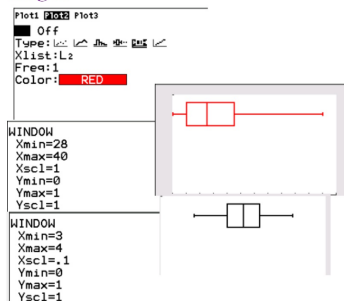 Plot1 Plot2 Plot3
Off
Type:
Xlist:L₂
Freq:1
Color: RED
WINDOW
Xmin=28
Xmax=40
Xscl=1
Ymin=0
Ymax=1
Yscl=1
WINDOW
Xmin=3
Xmax=4
Xscl=.1
Ymin=0
Ymax=1
Yscl=1